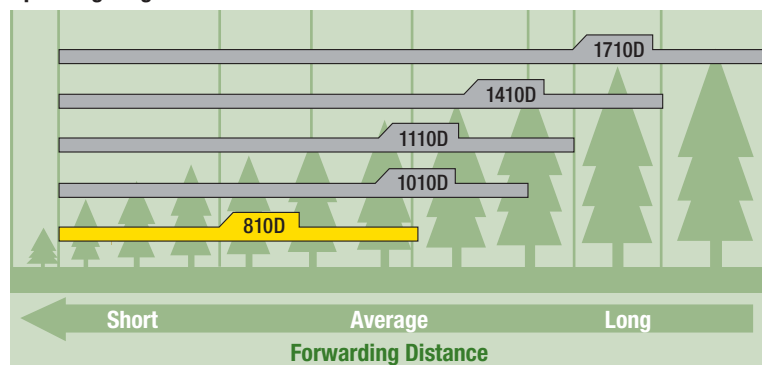 1710D
1410D
1110D
1010D
810D
Short Average Long
Forwarding Distance